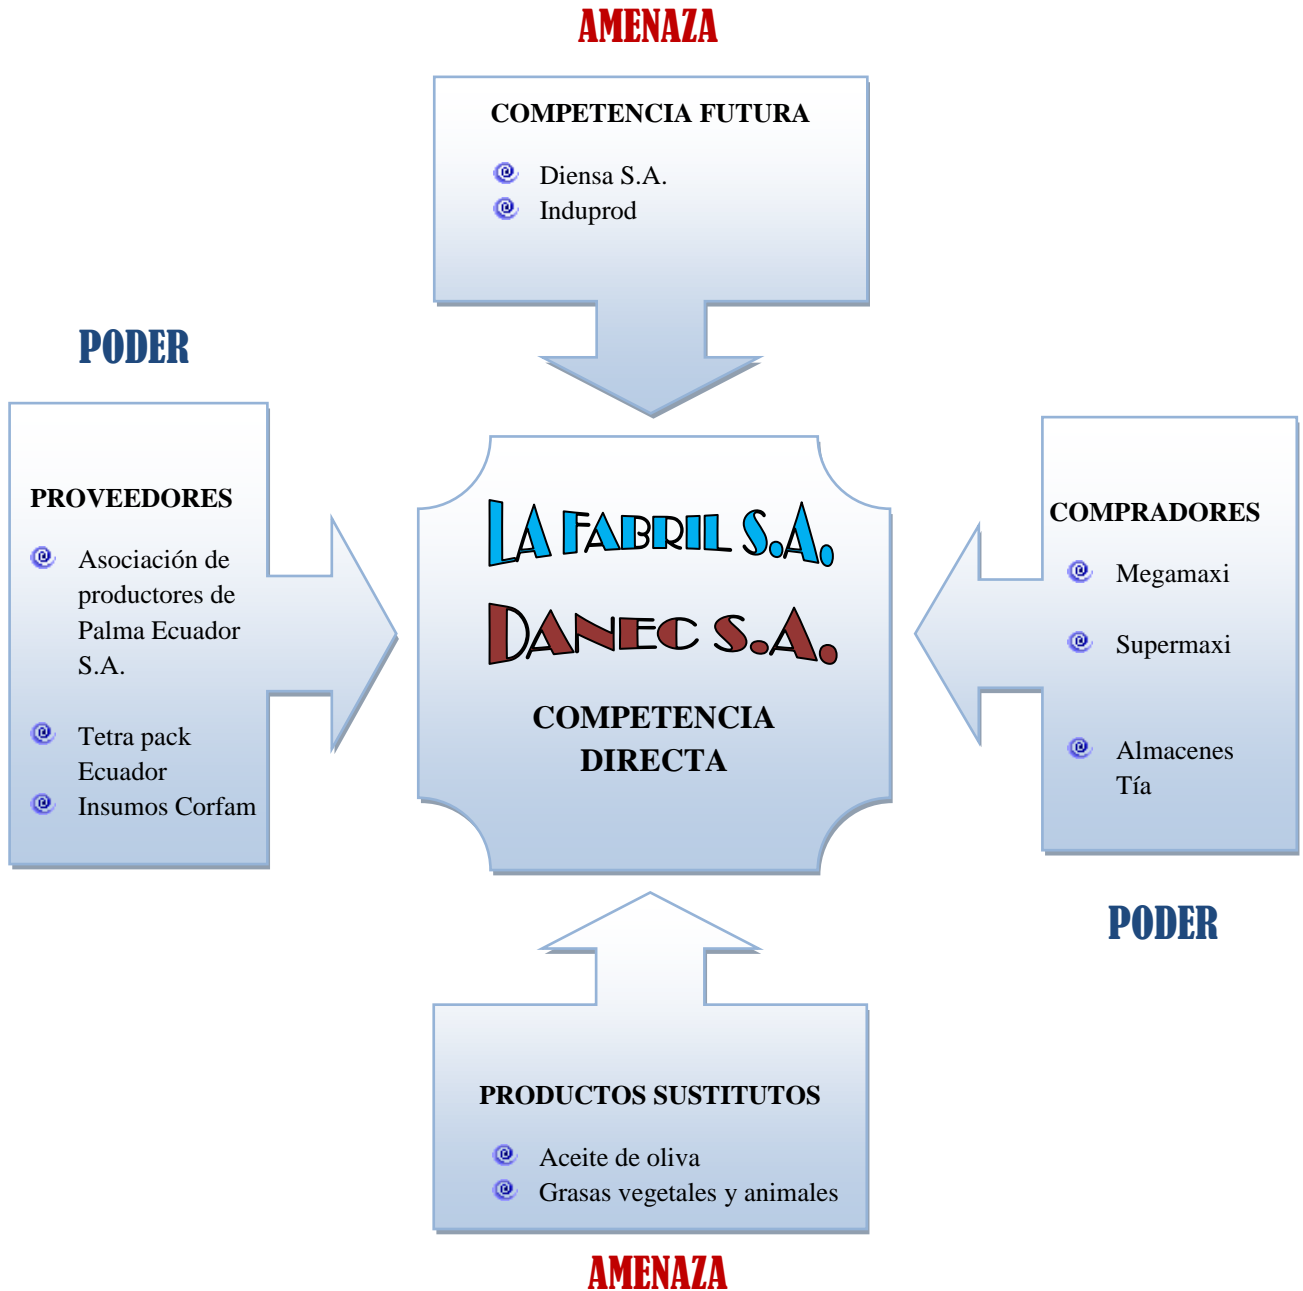 AMENAZA
COMPETENCIA FUTURA
Diensa S.A.
Induprod
PODER
PROVEEDORES
Asociación de
productores de
Palma Ecuador
S.A.
Tetra pack
Ecuador
Insumos Corfam
LA FABRIL S.A.
DANEC S.A.
COMPETENCIA
DIRECTA
COMPRADORES
Megamaxi
Supermaxi
Almacenes
Tía
PODER
PRODUCTOS SUSTITUTOS
Aceite de oliva
Grasas vegetales y animales
AMENAZA